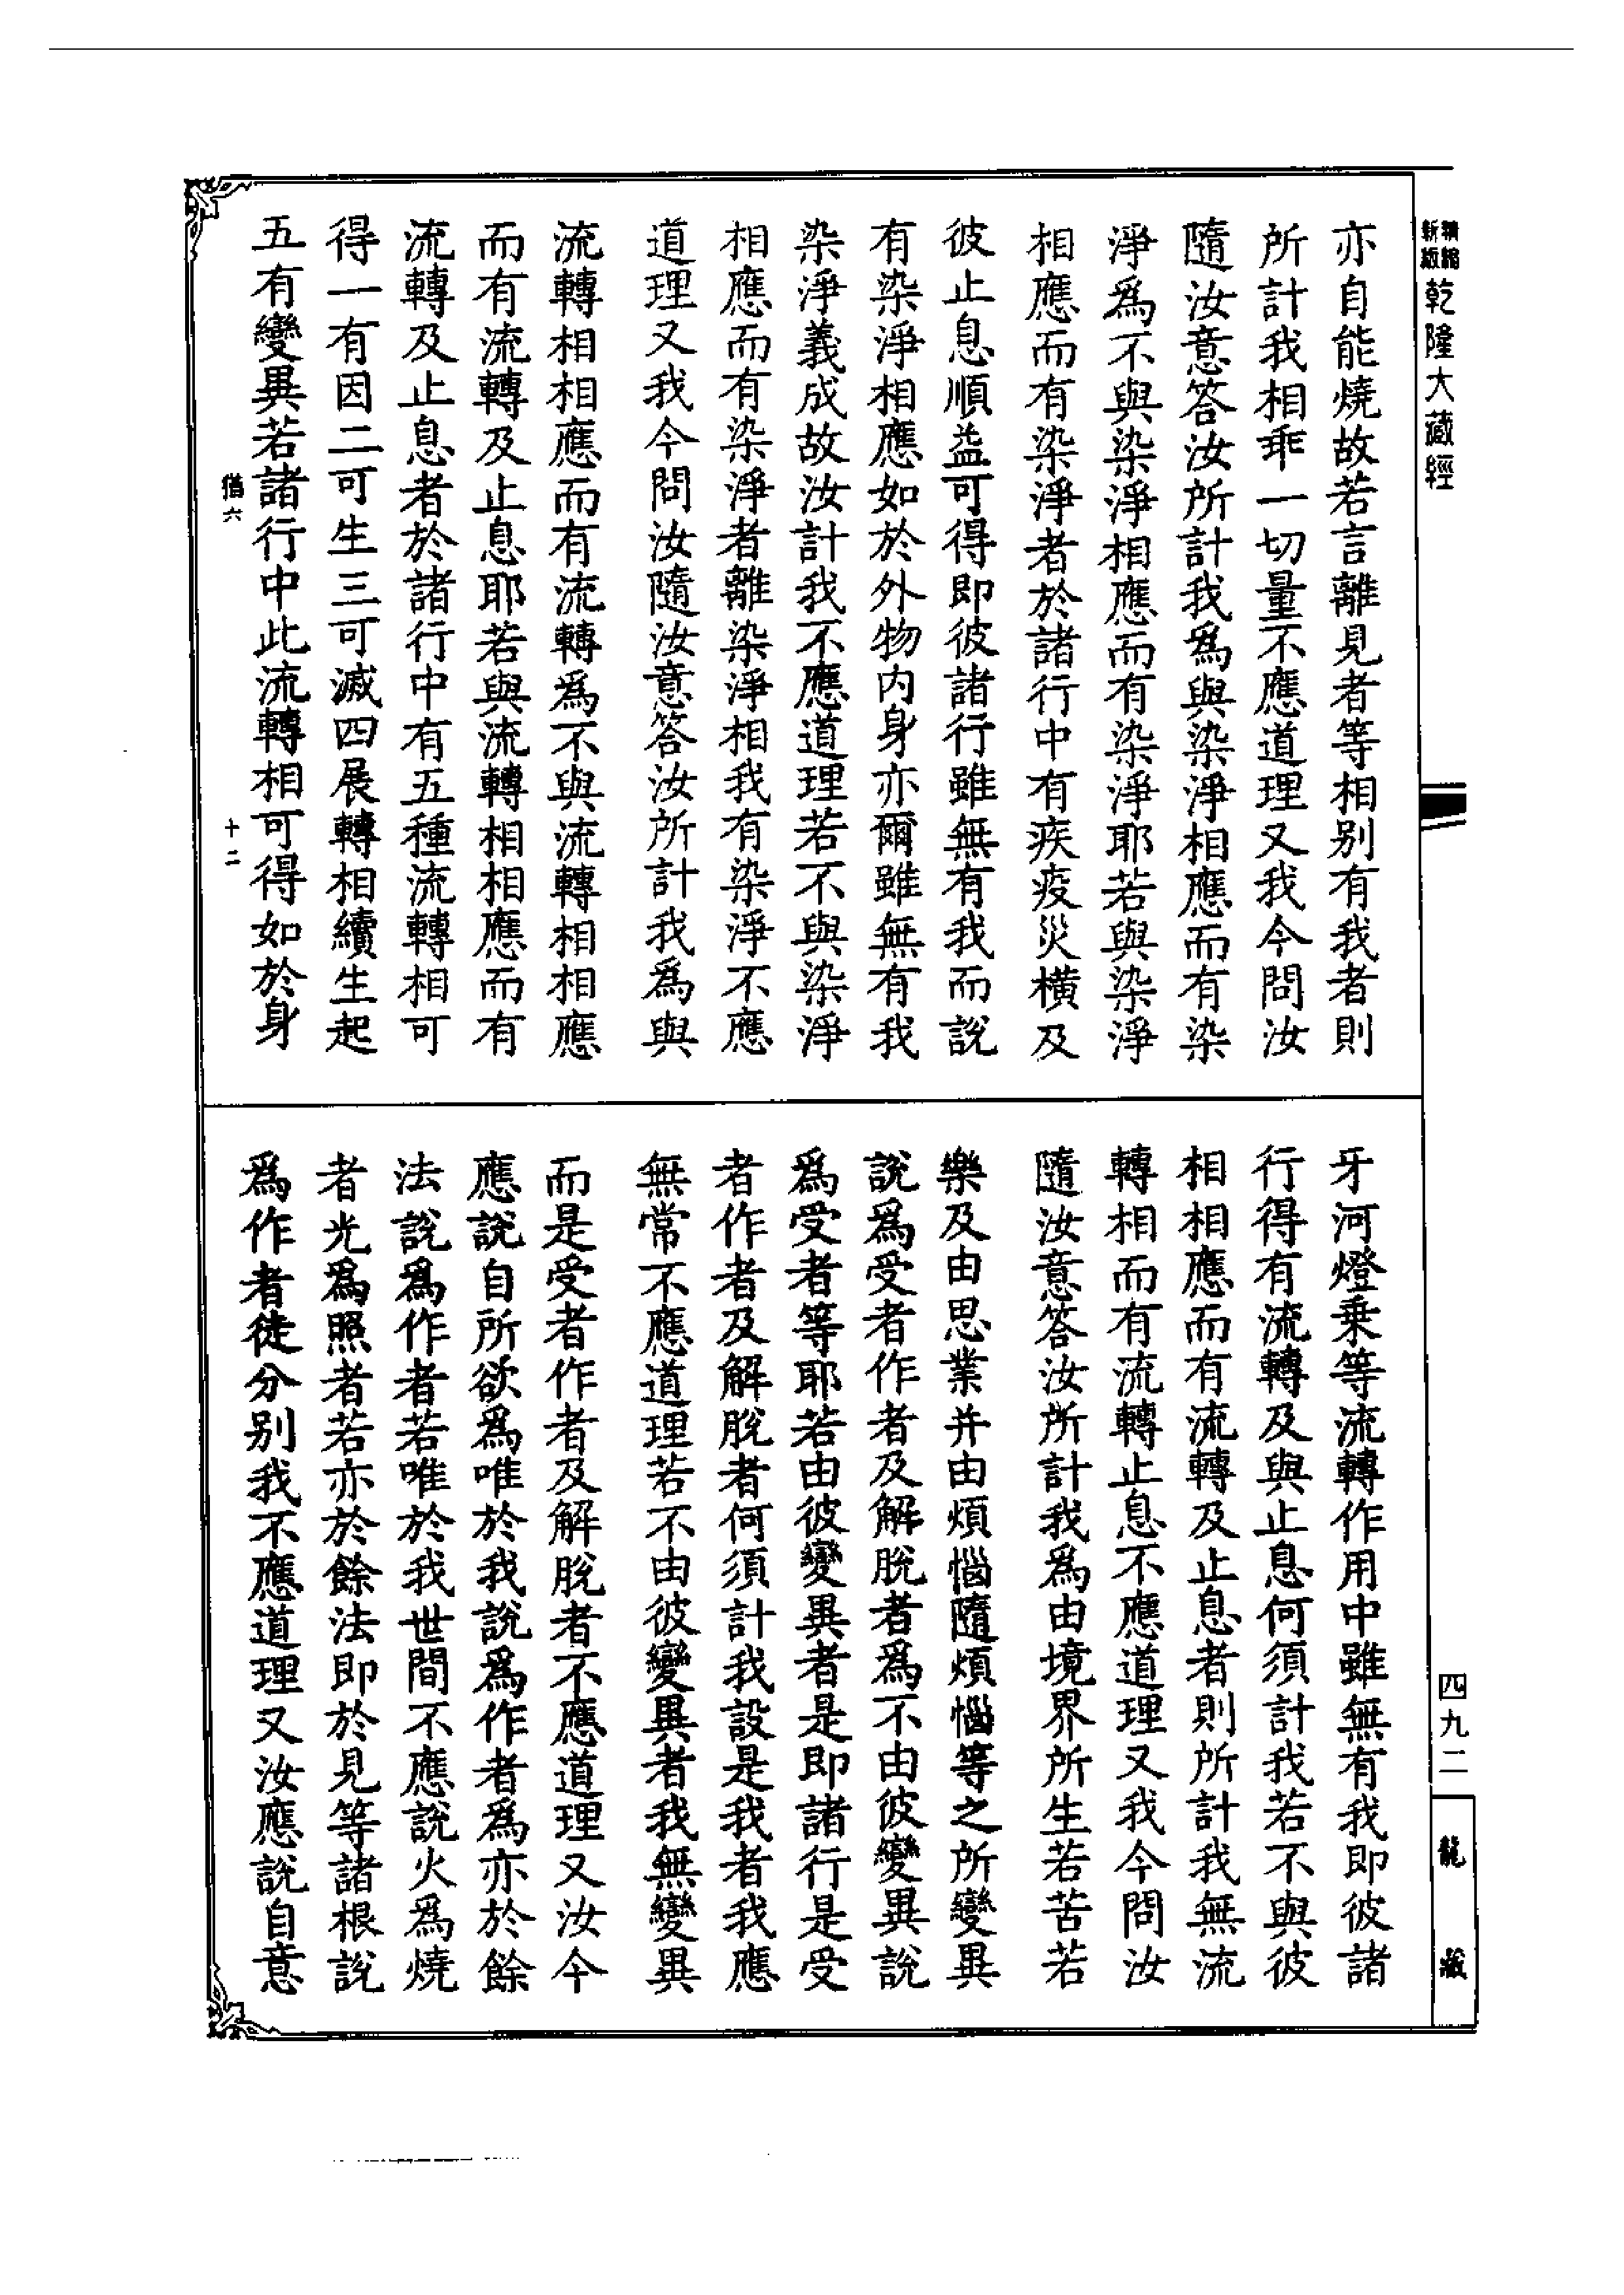 新版精縮乾隆大藏經
亦自能燒故若言離見者等相别有我者則
所計我相乖一切量不應道理又我今問汝
隨汝意答汝所計我爲與染淨相應而有染
淨爲不與染淨相應而有染淨耶若與染淨
相應而有染淨者於諸行中有疾疫災橫及
彼止息順益可得即彼諸行雖無有我而說
有染淨相應如於外物内身亦爾雖無有我
染淨義成故汝計我不應道理若不與染淨
相應而有染淨者離染淨相我有染淨不應
道理又我今問汝隨汝意答汝所計我爲與
流轉相相應而有流轉爲不與流轉相相應
而有流轉及止息耶若與流轉相相應而有
流轉及止息者於諸行中有五種流轉相可
得一有因二可生三可滅四展轉相續生起
五有變異若諸行中此流轉相可得如於身
猶六 十二
牙河燈乗等流轉作用中雖無有我即彼諸
行得有流轉及與止息何須計我若不與彼
相相應而有流轉及止息者則所計我無流
轉相而有流轉止息不應道理又我今問汝
隨汝意答汝所計我爲由境界所生若苦若
樂及由思業并由煩惱隨煩惱等之所變異
說爲受者作者及解脫者爲不由彼變異說
爲受者等耶若由彼變異者是即諸行是受
者作者及解脫者何須計我設是我者我應
無常不應道理若不由彼變異者我無變異
而是受者作者及解脫者不應道理又汝今
應說自所欲爲唯於我說爲作者爲亦於餘
法說爲作者若唯於我世間不應說火爲燒
者光爲照者若亦於餘法即於見等諸根說
爲作者徒分别我不應道理又汝應說自意
四九二
龍藏